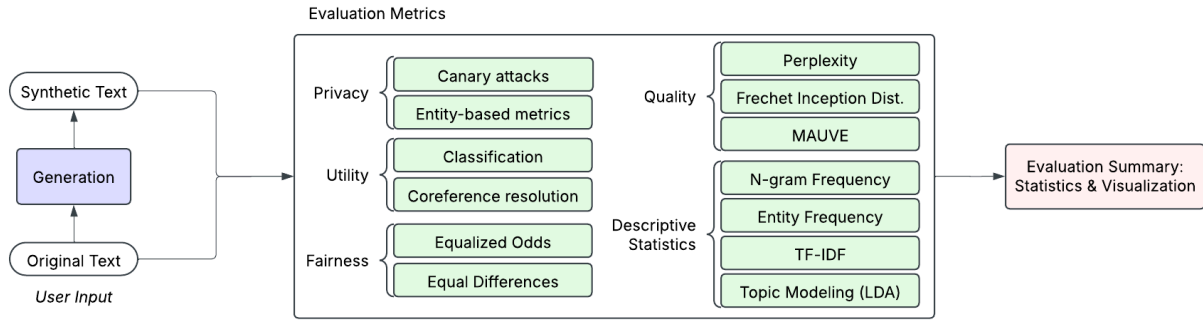 Evaluation Metrics
Synthetic Text
Generation
Original Text
User Input
Privacy
Canary attacks
Entity-based metrics
Utility
Classification
Coreference resolution
Fairness
Equalized Odds
Equal Differences
Quality
Perplexity
Frechet Inception Dist.
MAUVE
Descriptive
Statistics
N-gram Frequency
Entity Frequency
TF-IDF
Topic Modeling (LDA)
Evaluation Summary:
Statistics & Visualization